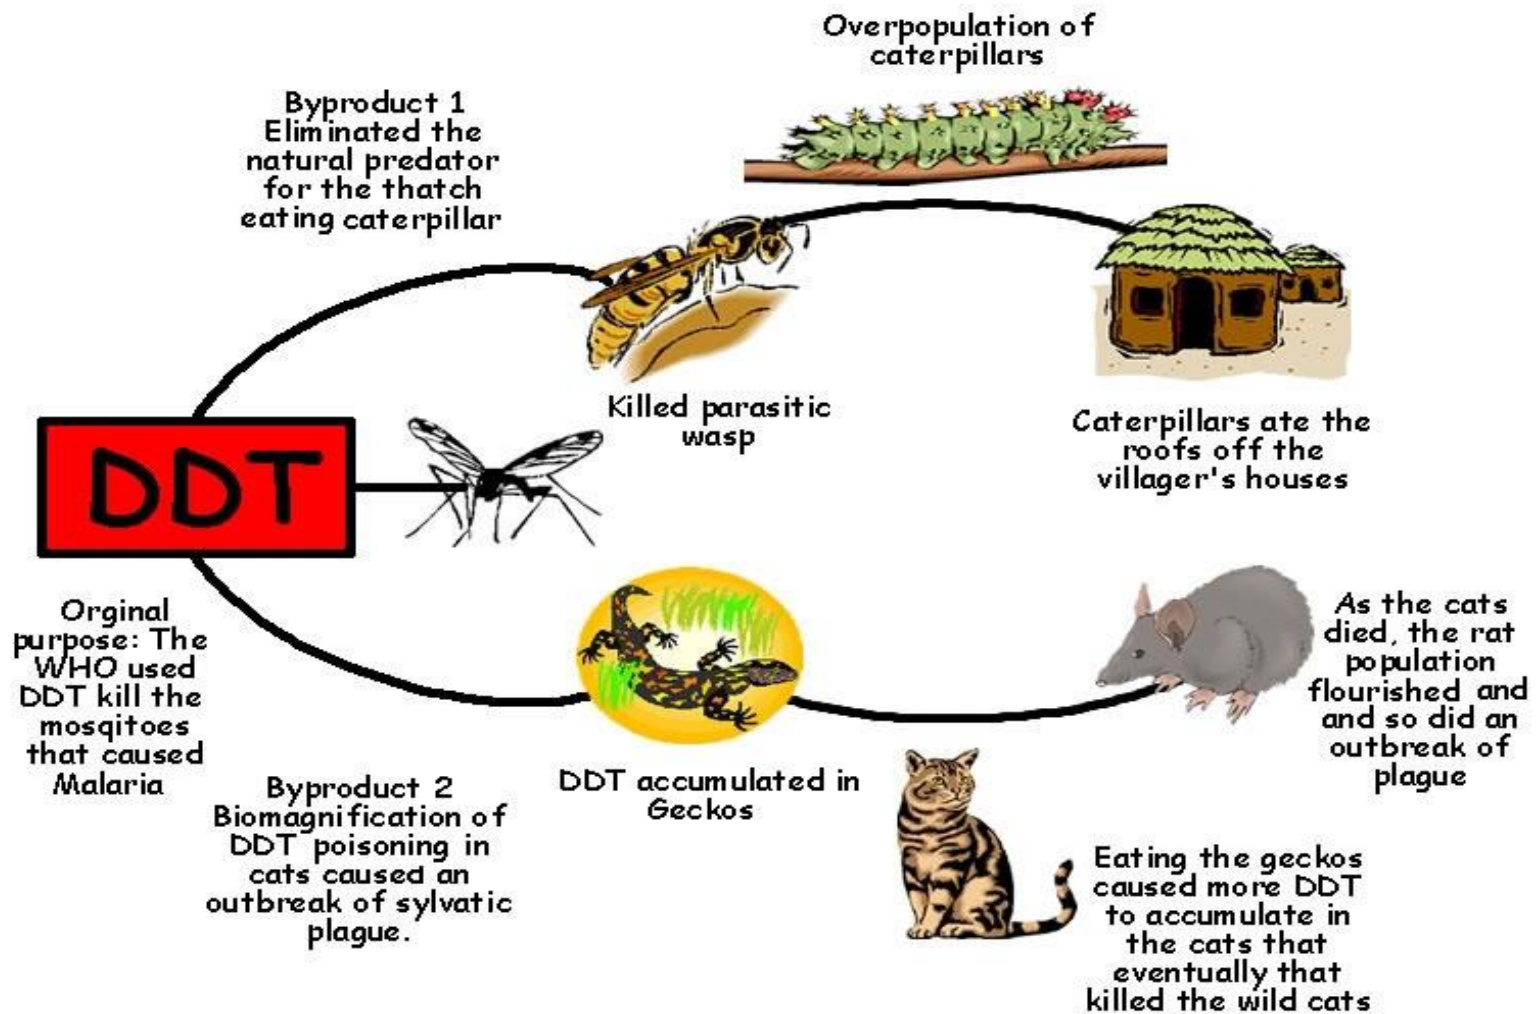 Overpopulation of
caterpillars
Byproduct 1
Eliminated the
natural predator
for the thatch
eating caterpillar
Killed parasitic
wasp
Caterpillars ate the
roofs off the
villager's houses
DDT
Orginal
purpose: The
WHO used
DDT kill the
mosqitoes
that caused
Malaria
Byproduct 2
Biomagnification of
DDT poisoning in
cats caused an
outbreak of sylvatic
plague.
DDT accumulated in
Geckos
Eating the geckos
caused more DDT
to accumulate in
the cats that
eventually that
killed the wild cats
As the cats
died, the rat
population
flourished and
and so did an
outbreak of
plague